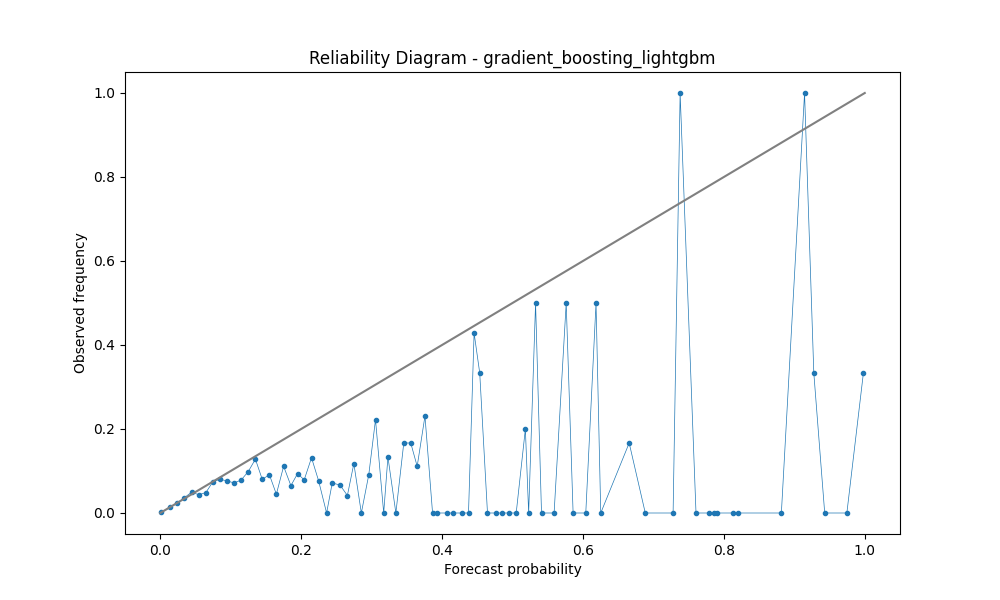 Reliability Diagram - gradient_boosting_lightgbm
1.0
0.8
0.6
0.4
0.2
0.0
Observed frequency
0.0 0.2 0.4 0.6 0.8 1.0
Forecast probability